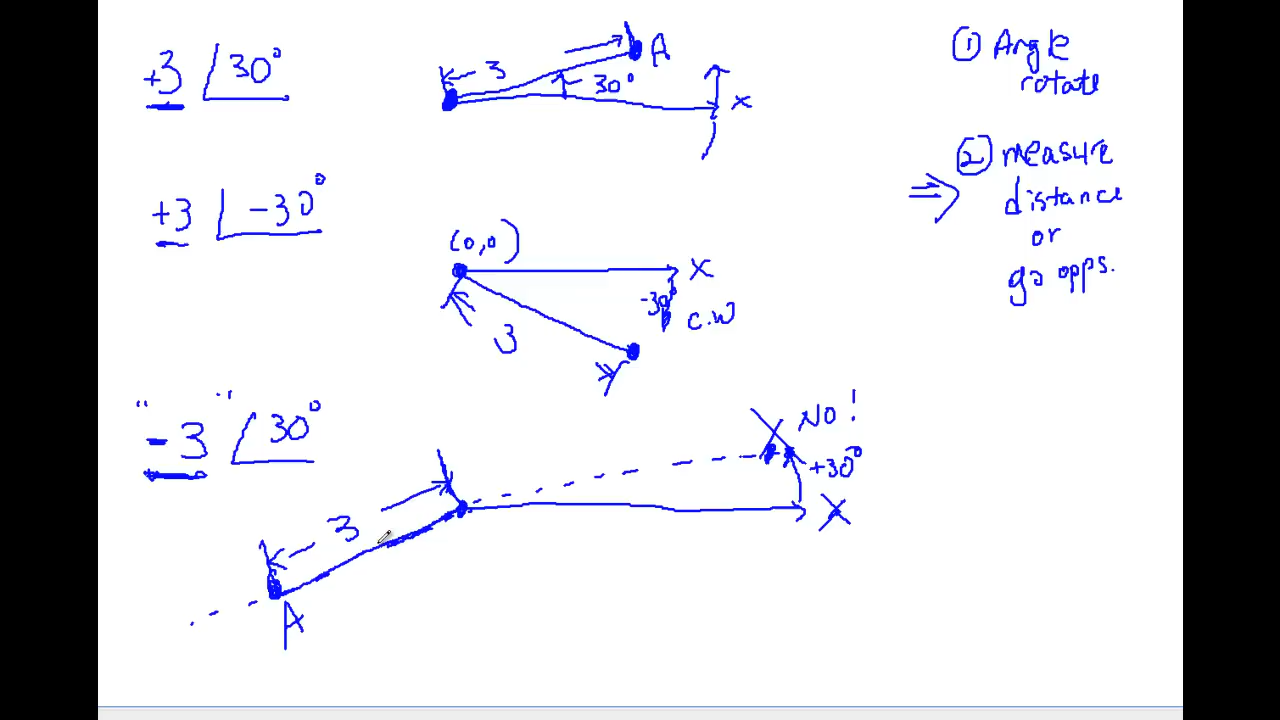 +3 ∠30°
3
30°
A
x
① Angle
rotate
② measure
⇒ distance
or
go opps.
+3 ∠-30°
(0,0)
x
-30°
C.W
3
"-3" ∠30°
NO!
+30°
x
3
A